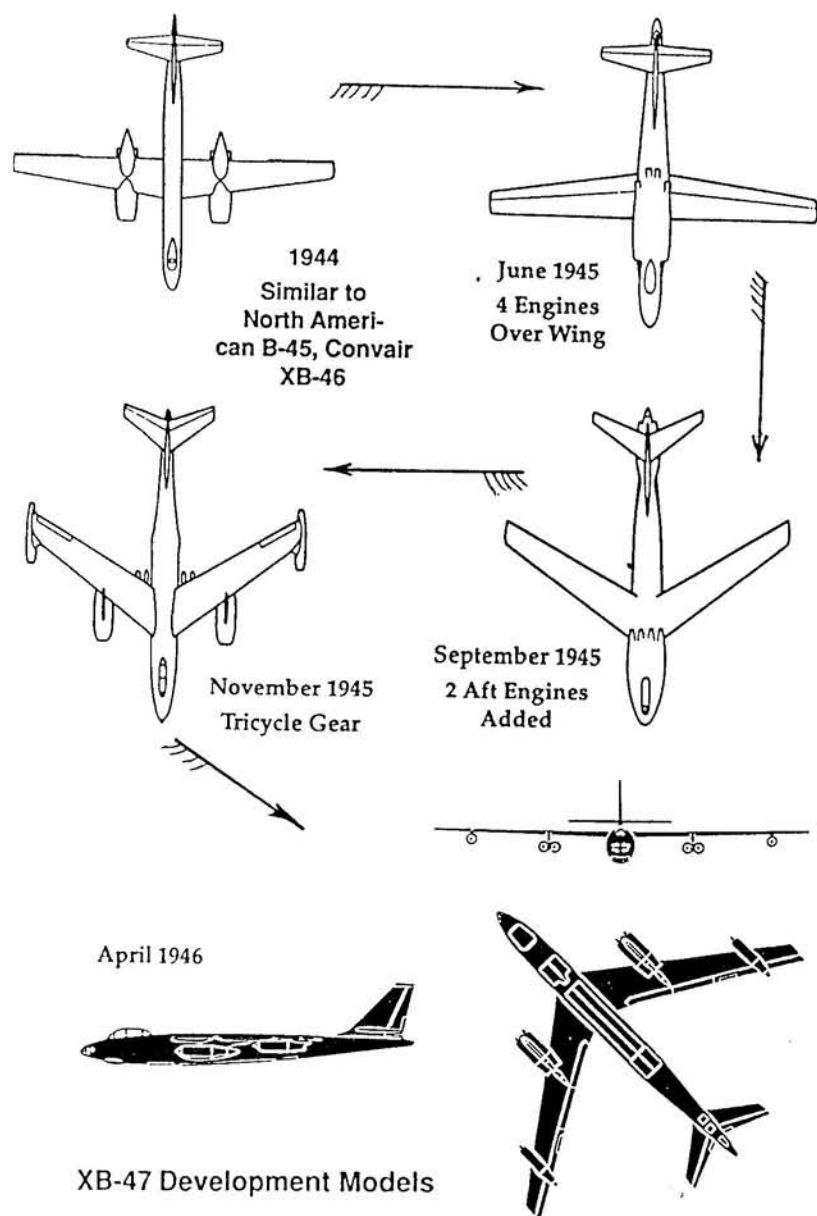 1944
Similar to
North Ameri-
can B-45, Convair
XB-46
June 1945
4 Engines
Over Wing
September 1945
2 Aft Engines
Added
November 1945
Tricycle Gear
April 1946
XB-47 Development Models